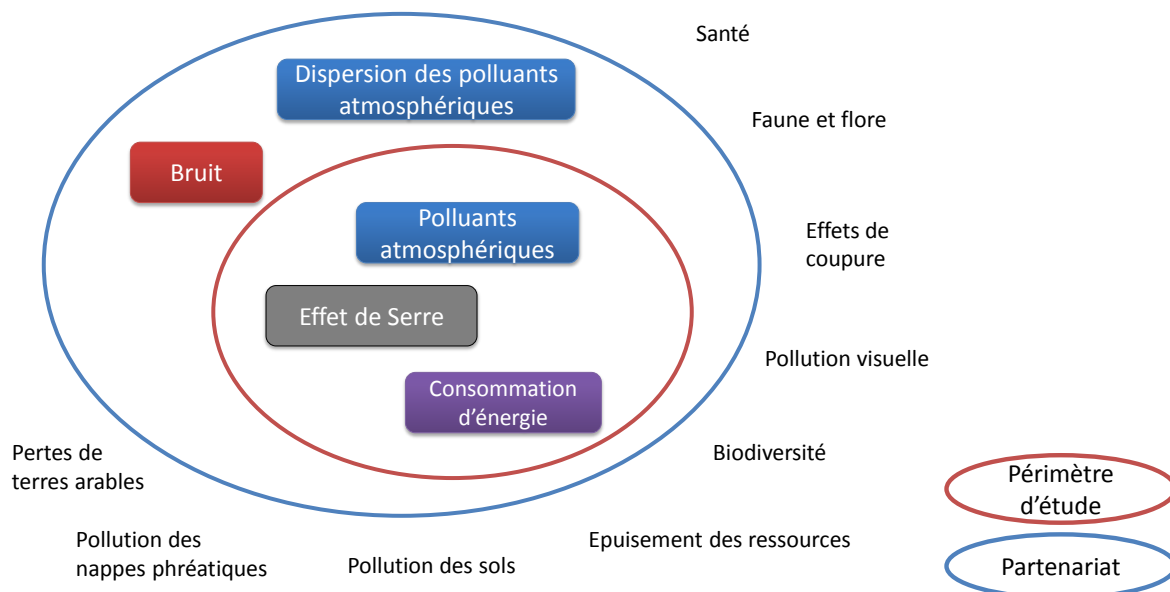 Santé
Dispersion des polluants
atmosphériques
Faune et flore
Bruit
Polluants
atmosphériques
Effets de
coupure
Effet de Serre
Pollution visuelle
Consommation
d'énergie
Pertes de
terres arables
Biodiversité
Périmètre
d'étude
Pollution des
nappes phréatiques
Pollution des sols
Epuisement des ressources
Partenariat